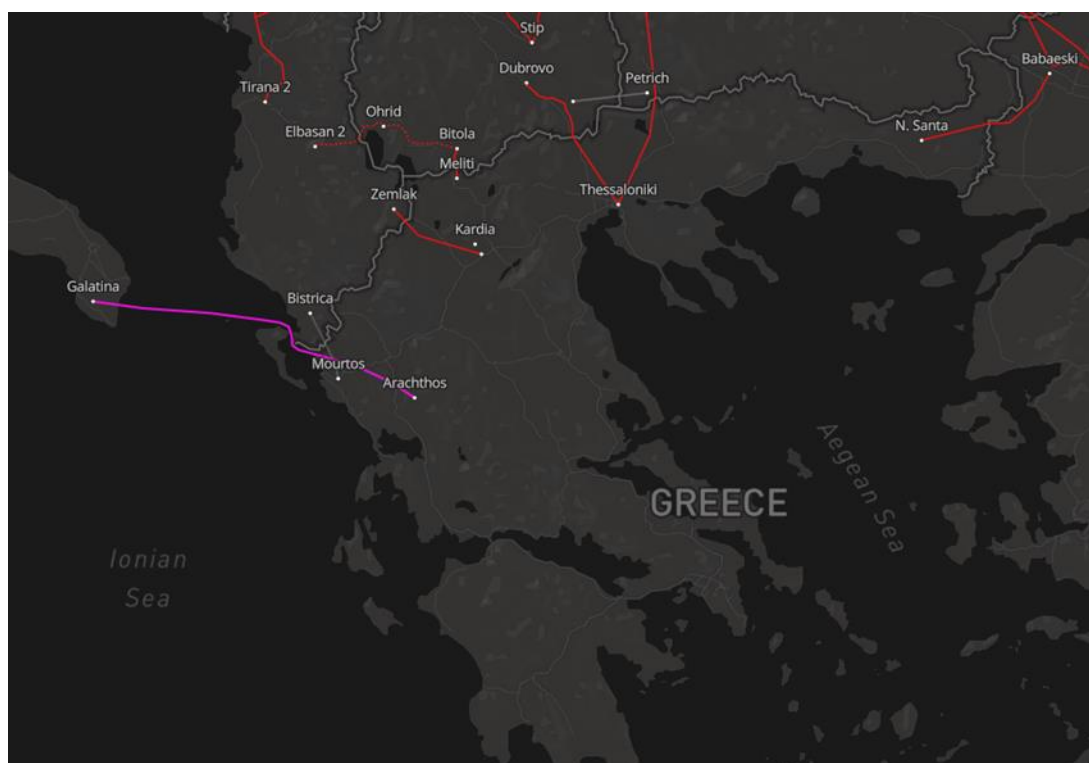 Stip
Dubrovo
Petrich
Babaeski
Tirana 2
Ohrid
Elbasan 2
Bitola
N. Santa
Meliti
Zemlak
Thessaloniki
Kardia
Galatina
Bistrica
Mourtos
Arachthos
Aegean Sea
GREECE
Ionian
Sea